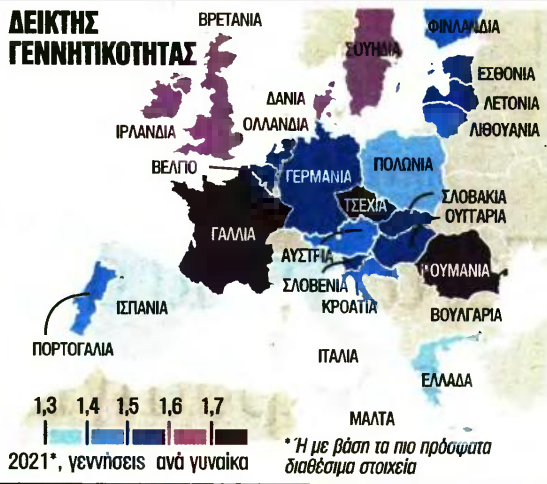 ΔΕΙΚΤΗΣ
ΓΕΝΝΗΤΙΚΟΤΗΤΑΣ
ΒΡΕΤΑΝΙΑ
ΣΟΥΗΔΙΑ
ΦΙΝΛΑΝΔΙΑ
ΕΣΘΟΝΙΑ
ΔΑΝΙΑ
ΛΕΤΟΝΙΑ
ΙΡΛΑΝΔΙΑ
ΟΛΛΑΝΔΙΑ
ΛΙΘΟΥΑΝΙΑ
ΒΕΛΓΙΟ
ΓΕΡΜΑΝΙΑ
ΠΟΛΩΝΙΑ
ΤΣΕΧΙΑ
ΣΛΟΒΑΚΙΑ
ΟΥΓΓΑΡΙΑ
ΓΑΛΛΙΑ
ΑΥΣΤΡΙΑ
ΡΟΥΜΑΝΙΑ
ΣΛΟΒΕΝΙΑ
ΙΣΠΑΝΙΑ
ΚΡΟΑΤΙΑ
ΒΟΥΛΓΑΡΙΑ
ΠΟΡΤΟΓΑΛΙΑ
ΙΤΑΛΙΑ
ΕΛΛΑΔΑ
ΜΑΛΤΑ
1,3 1,4 1,5 1,6 1,7
2021*, γεννήσεις ανά γυναίκα
* Ή με βάση τα πιο πρόσφατα
διαθέσιμα στοιχεία